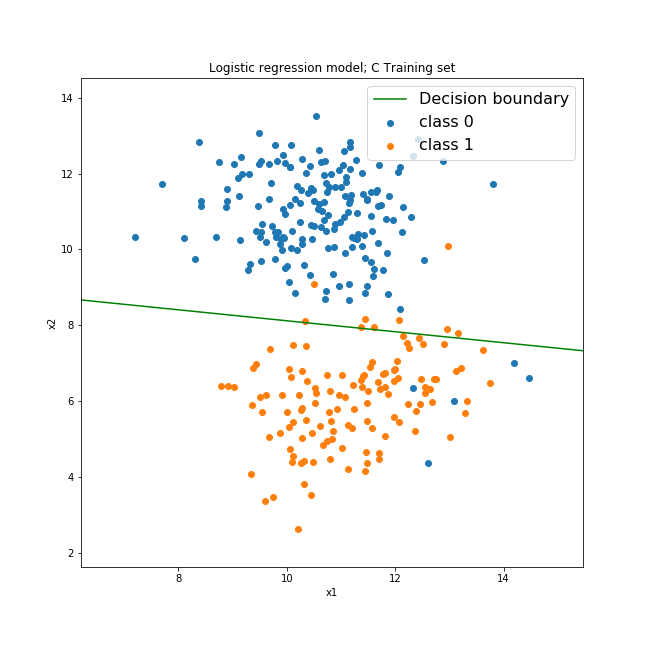 Logistic regression model; C Training set
Decision boundary
class 0
class 1
14
12
10
8
6
4
2
x2
8
10
12
14
x1